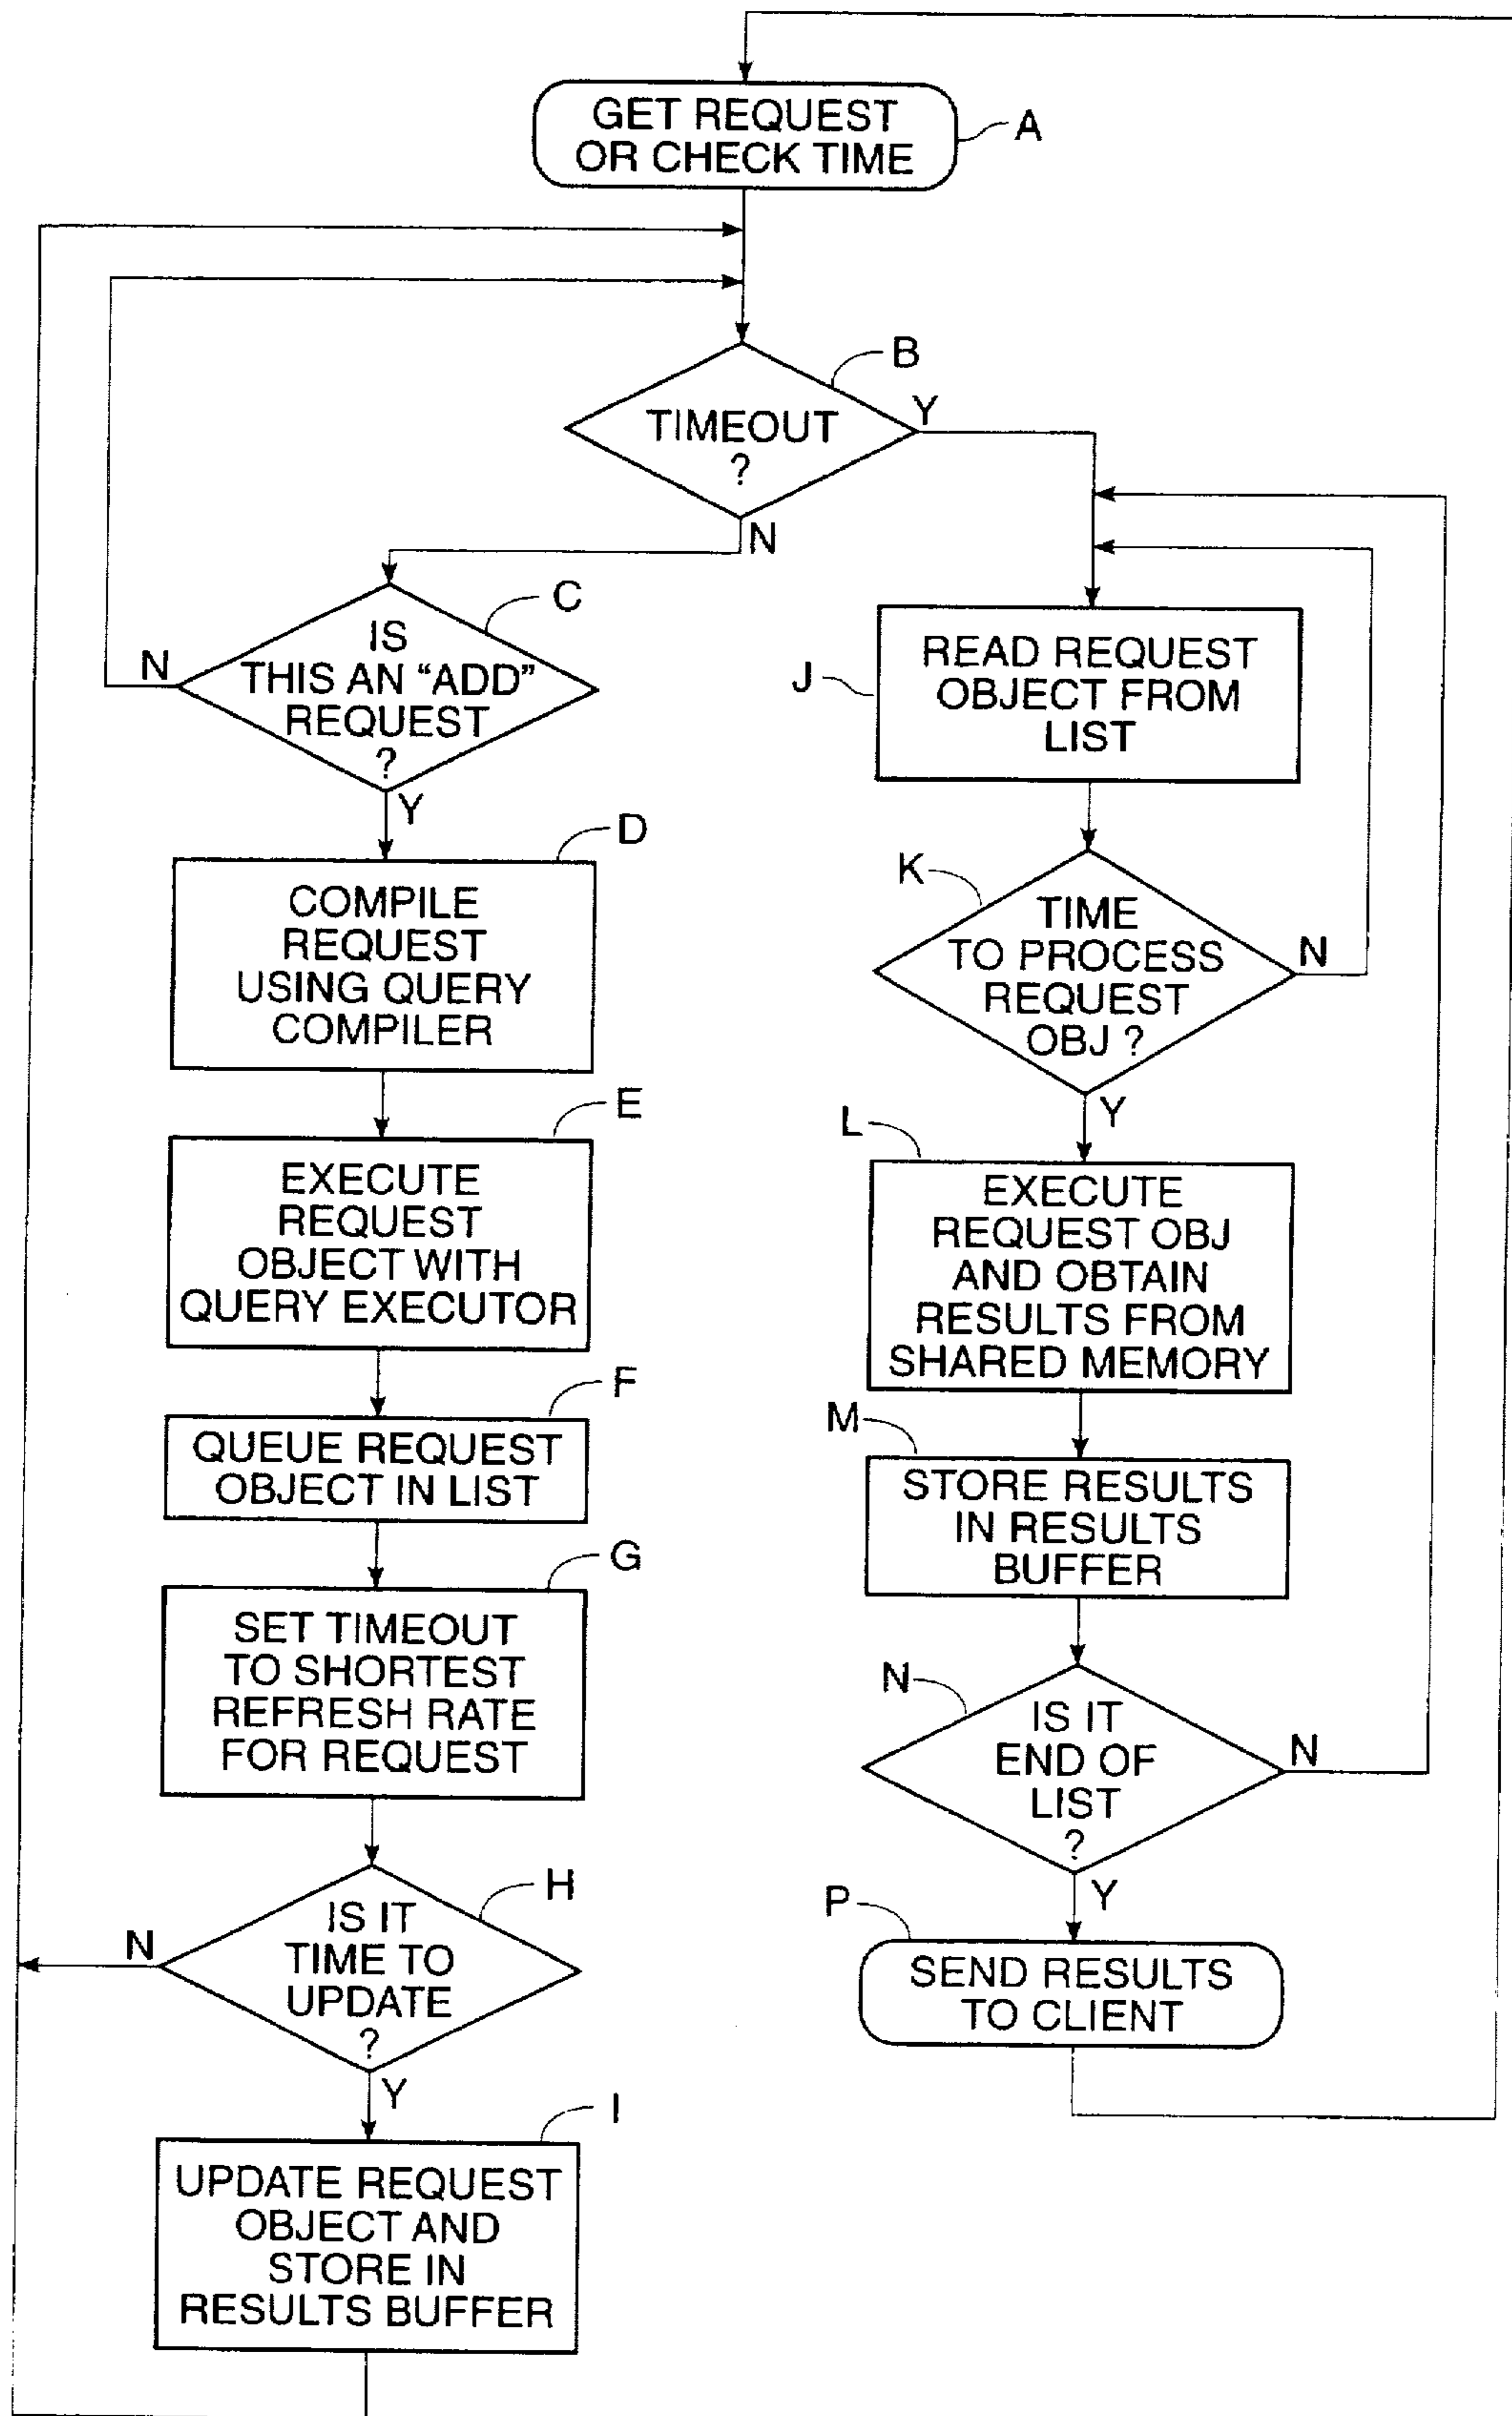 GET REQUEST
OR CHECK TIME
A
B
TIMEOUT
?
Y
N
C
IS
THIS AN “ADD”
REQUEST
?
N
Y
D
COMPILE
REQUEST
USING QUERY
COMPILER
E
EXECUTE
REQUEST
OBJECT WITH
QUERY EXECUTOR
F
QUEUE REQUEST
OBJECT IN LIST
G
SET TIMEOUT
TO SHORTEST
REFRESH RATE
FOR REQUEST
H
IS IT
TIME TO
UPDATE
?
N
Y
I
UPDATE REQUEST
OBJECT AND
STORE IN
RESULTS BUFFER
J
READ REQUEST
OBJECT FROM
LIST
K
TIME
TO PROCESS
REQUEST
OBJ ?
N
Y
L
EXECUTE
REQUEST OBJ
AND OBTAIN
RESULTS FROM
SHARED MEMORY
M
STORE RESULTS
IN RESULTS
BUFFER
N
IS IT
END OF
LIST
?
N
Y
P
SEND RESULTS
TO CLIENT